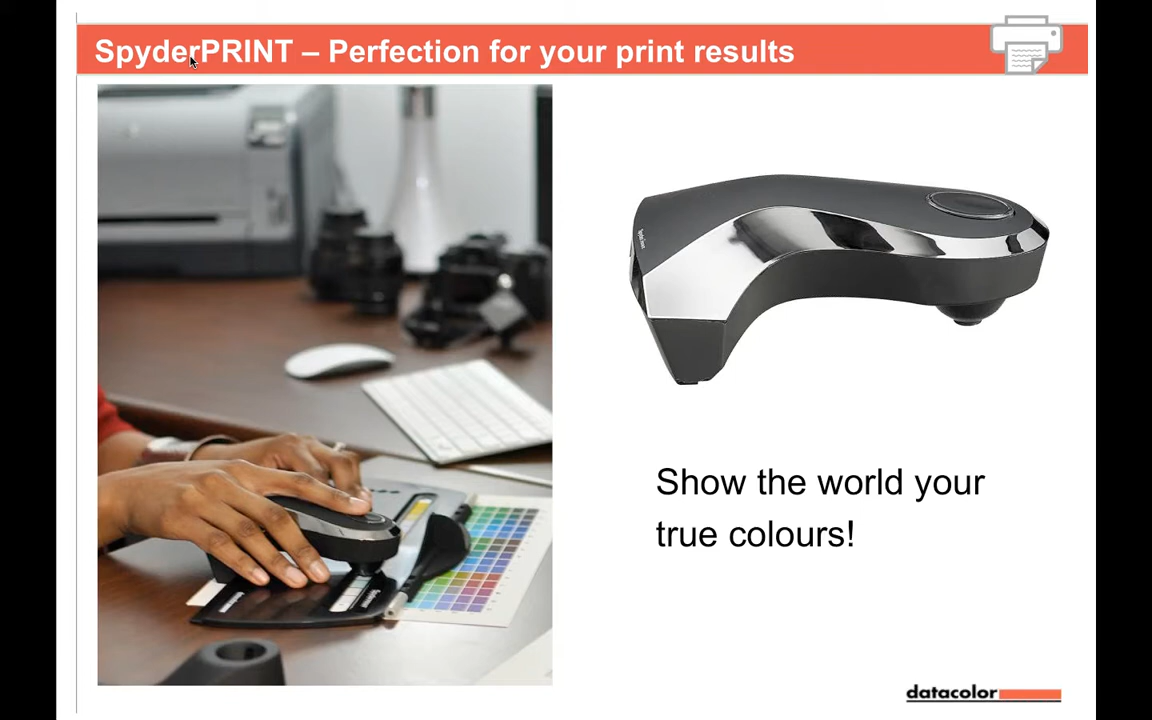 SpyderPRINT – Perfection for your print results
Show the world your
true colours!
datacolor